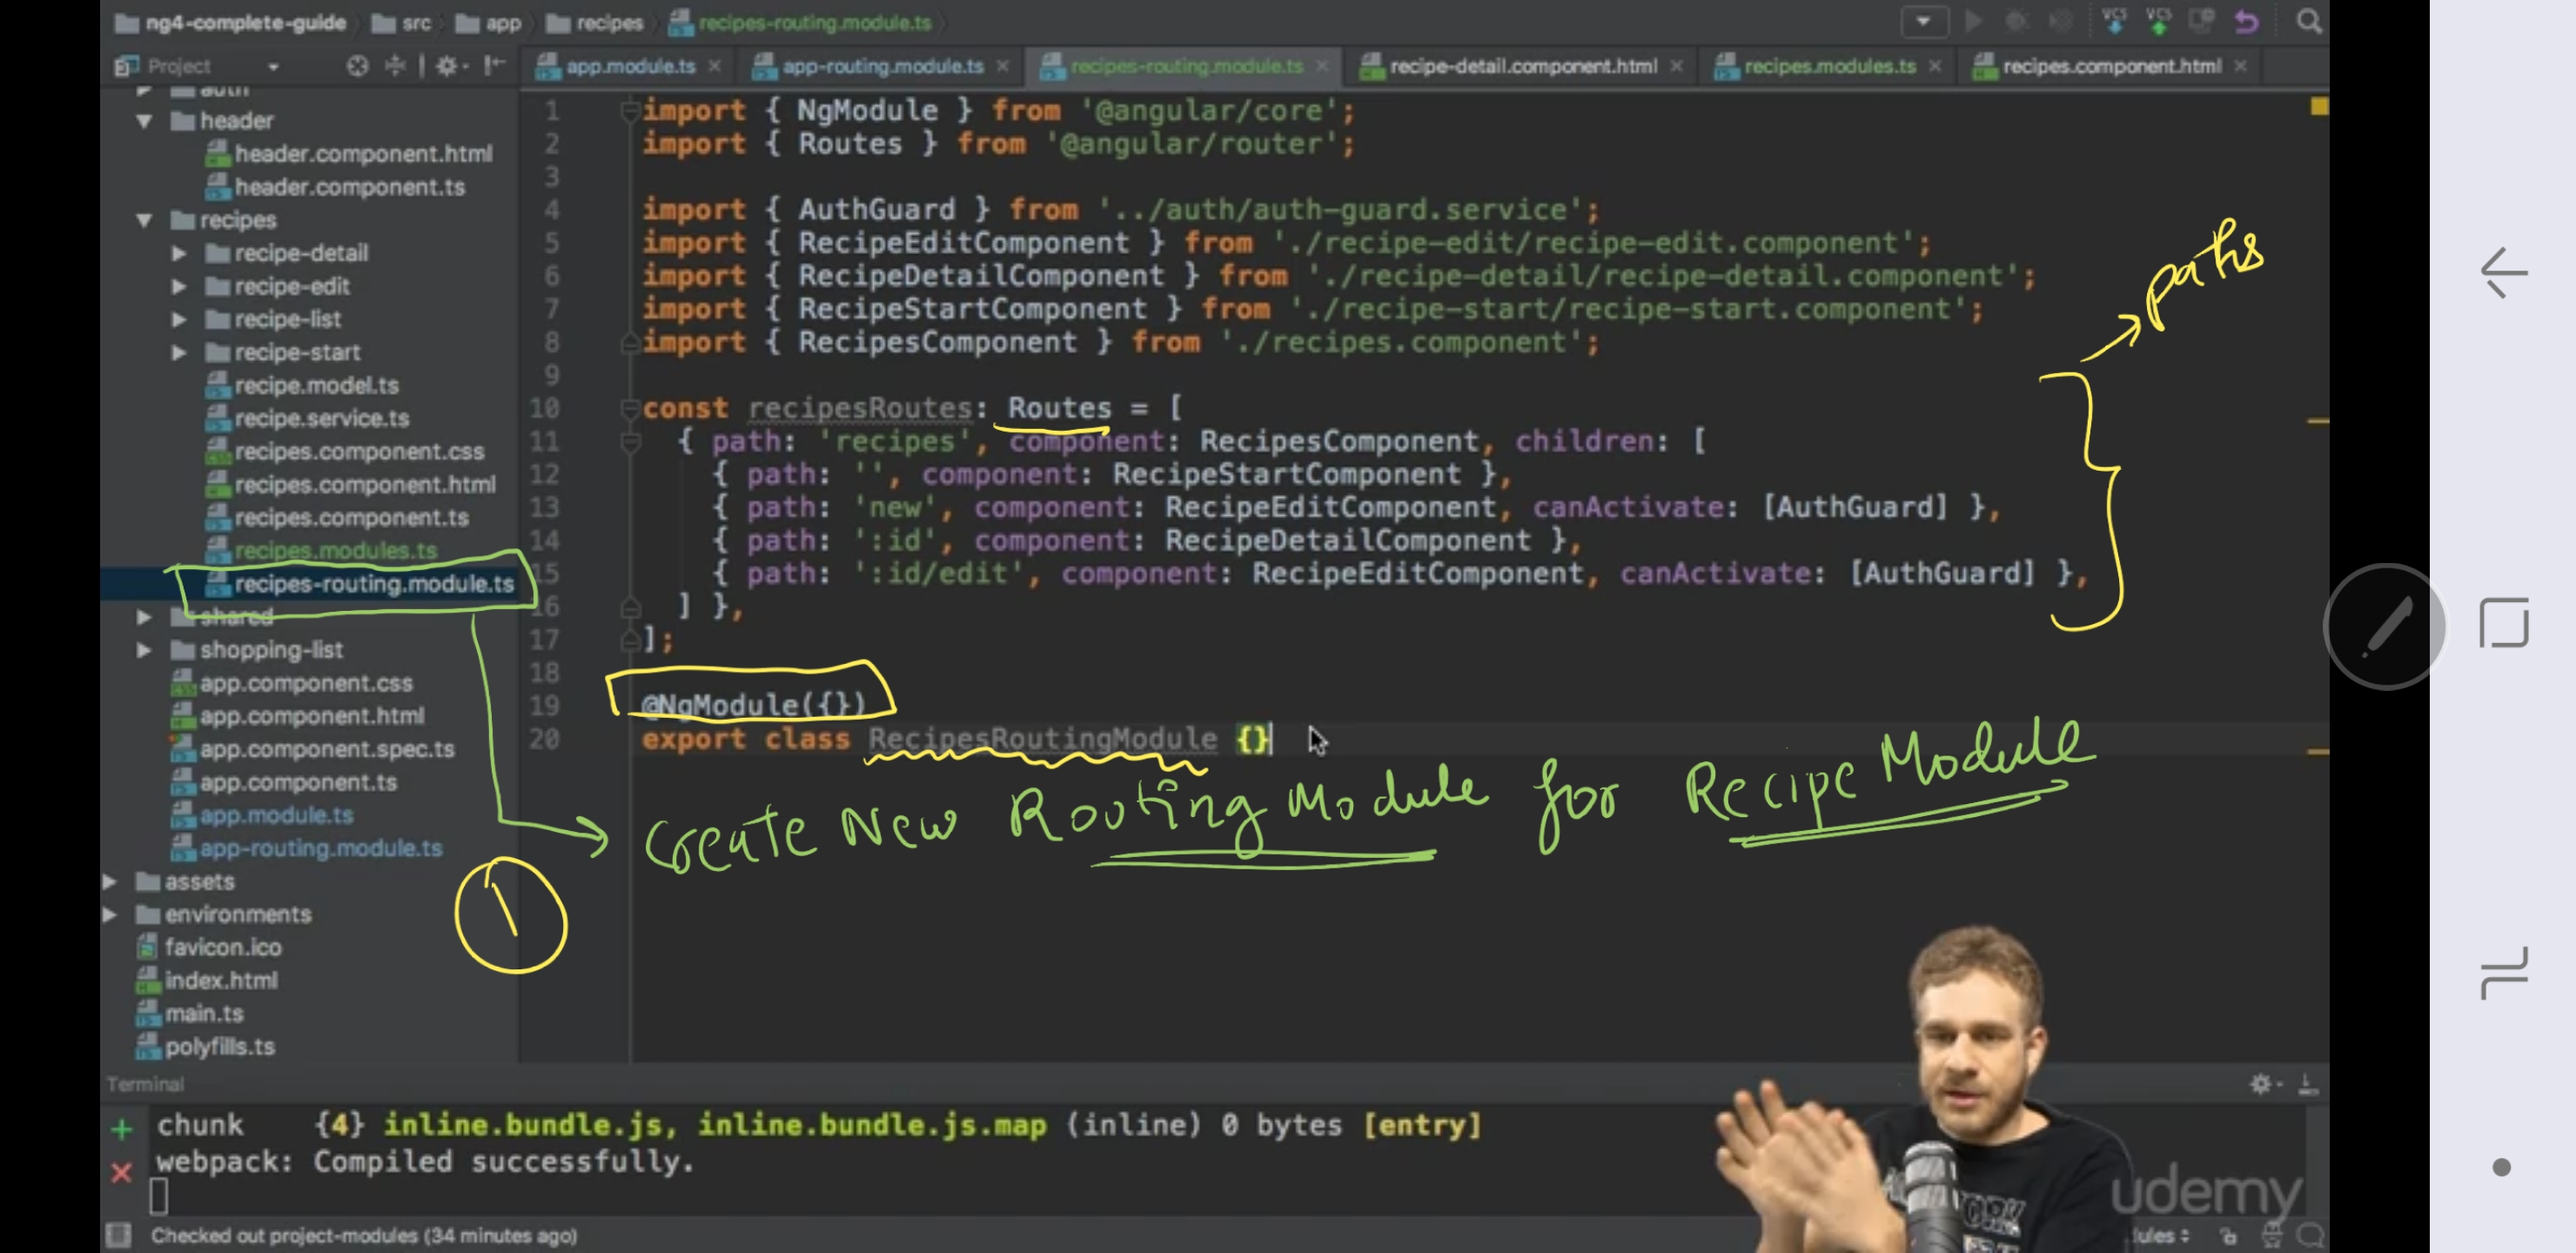 ng4-complete-guide src app recipes recipes-routing.module.ts
VCS VCS
Project
app.module.ts app-routing.module.ts recipes-routing.module.ts recipe-detail.component.html recipes.modules.ts recipes.component.html
auth
header
header.component.html
header.component.ts
recipes
recipe-detail
recipe-edit
recipe-list
recipe-start
recipe.model.ts
recipe.service.ts
recipes.component.css
recipes.component.html
recipes.component.ts
recipes.modules.ts
recipes-routing.module.ts
shared
shopping-list
app.component.css
app.component.html
app.component.spec.ts
app.component.ts
app.module.ts
app-routing.module.ts
assets
environments
favicon.ico
index.html
main.ts
polyfills.ts
1 import { NgModule } from '@angular/core';
2 import { Routes } from '@angular/router';
3
4 import { AuthGuard } from '../auth/auth-guard.service';
5 import { RecipeEditComponent } from './recipe-edit/recipe-edit.component';
6 import { RecipeDetailComponent } from './recipe-detail/recipe-detail.component';
7 import { RecipeStartComponent } from './recipe-start/recipe-start.component';
8 import { RecipesComponent } from './recipes.component';
9
10 const recipesRoutes: Routes = [
11 { path: 'recipes', component: RecipesComponent, children: [
12 { path: '', component: RecipeStartComponent },
13 { path: 'new', component: RecipeEditComponent, canActivate: [AuthGuard] },
14 { path: ':id', component: RecipeDetailComponent },
15 { path: ':id/edit', component: RecipeEditComponent, canActivate: [AuthGuard] },
16 ] },
17 ];
18
19 @NgModule({})
20 export class RecipesRoutingModule {}
paths
Create New Routing Module for Recipe Module
1
Terminal
chunk {4} inline.bundle.js, inline.bundle.js.map (inline) 0 bytes [entry]
webpack: Compiled successfully.
udemy
Checked out project-modules (34 minutes ago)